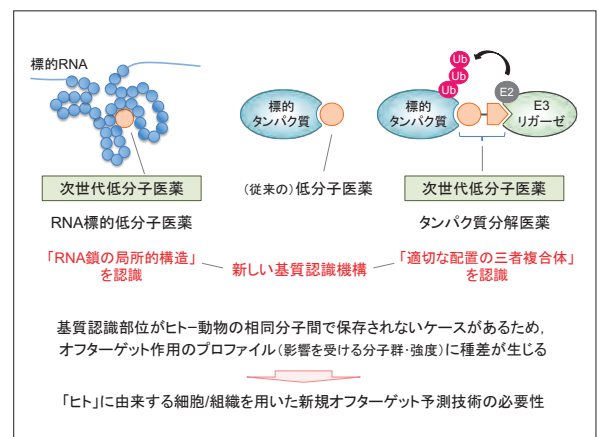 標的RNA
標的
タンパク質
Ub
Ub
Ub
E2
標的
タンパク質
E3
リガーゼ
次世代低分子医薬
(従来の)低分子医薬
次世代低分子医薬
RNA標的低分子医薬
タンパク質分解医薬
「RNA鎖の局所的構造」
を認識
新しい基質認識機構
「適切な配置の三者複合体」
を認識
基質認識部位がヒトー動物の相同分子間で保存されないケースがあるため,
オフターゲット作用のプロファイル(影響を受ける分子群・強度)に種差が生じる
「ヒト」に由来する細胞/組織を用いた新規オフターゲット予測技術の必要性